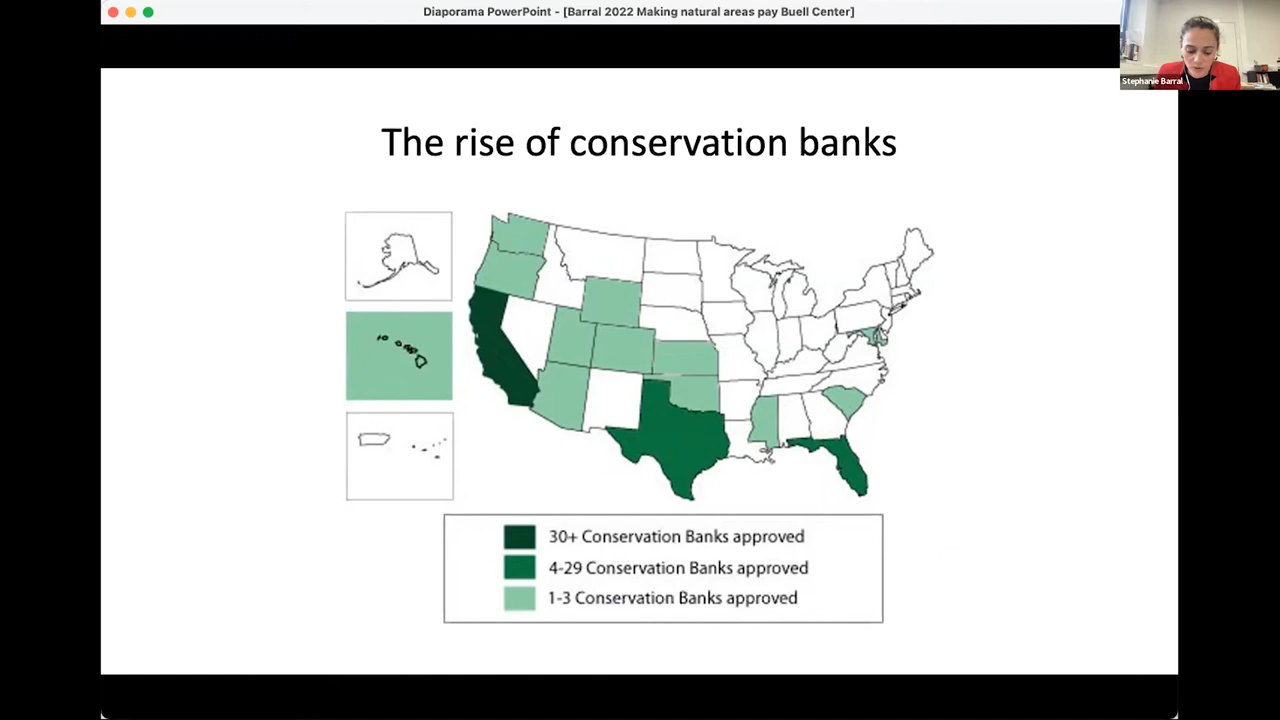 Diaporama PowerPoint - [Barral 2022 Making natural areas pay Buell Center]
Stephanie Barral
The rise of conservation banks
30+ Conservation Banks approved
4-29 Conservation Banks approved
1-3 Conservation Banks approved